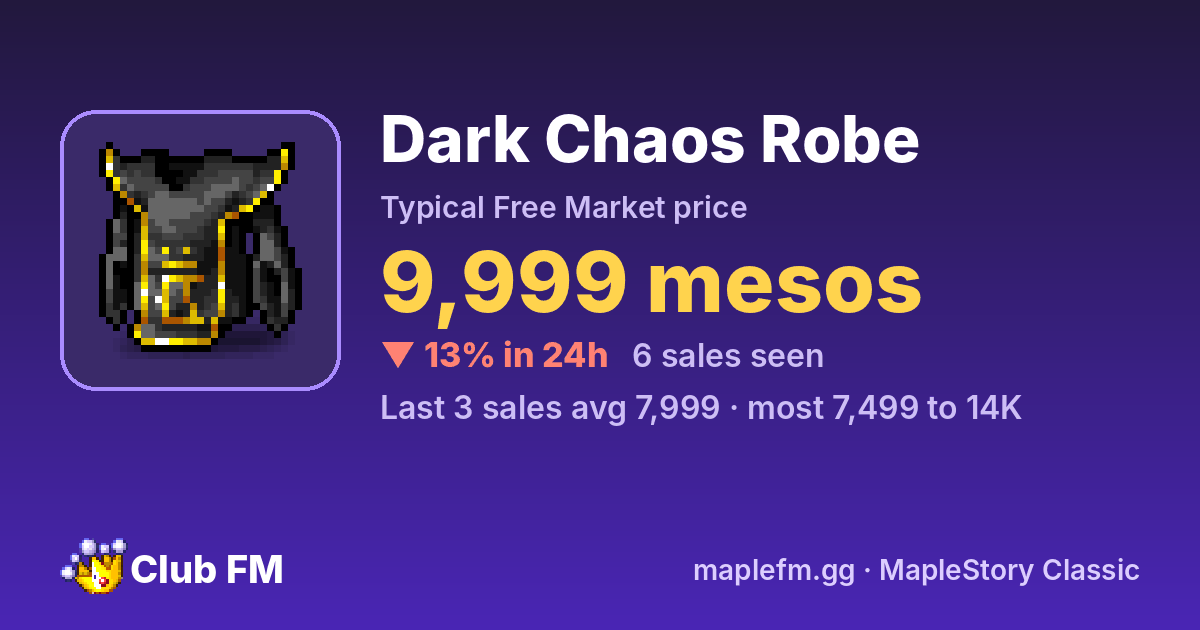 Dark Chaos Robe
Typical Free Market price
9,999 mesos
▼ 13% in 24h 6 sales seen
Last 3 sales avg 7,999 · most 7,499 to 14K
Club FM
maplefm.gg · MapleStory Classic